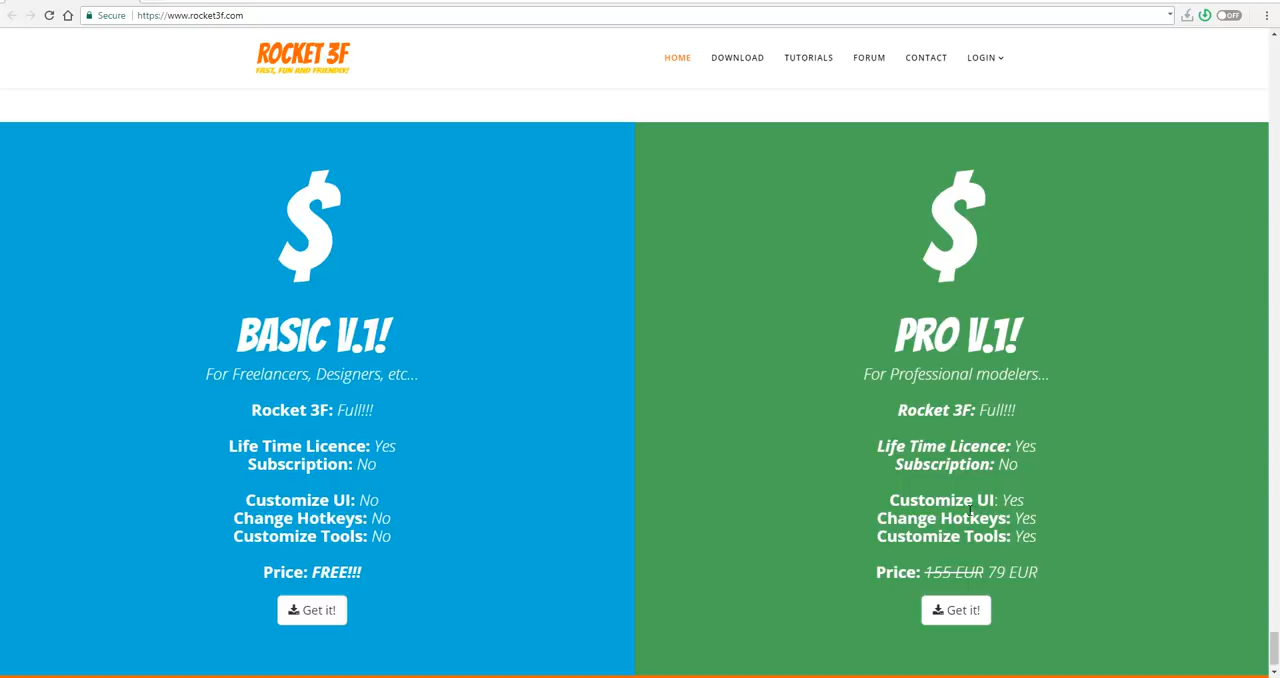 Secure https://www.rocket3f.com
OFF
ROCKET 3F
FAST, FUN AND FRIENDLY!
HOME DOWNLOAD TUTORIALS FORUM CONTACT LOGIN
$
BASIC V.1!
For Freelancers, Designers, etc...
Rocket 3F: Full!!!
Life Time Licence: Yes
Subscription: No
Customize UI: No
Change Hotkeys: No
Customize Tools: No
Price: FREE!!!
Get it!
$
PRO V.1!
For Professional modelers...
Rocket 3F: Full!!!
Life Time Licence: Yes
Subscription: No
Customize UI: Yes
Change Hotkeys: Yes
Customize Tools: Yes
Price: 155 EUR 79 EUR
Get it!